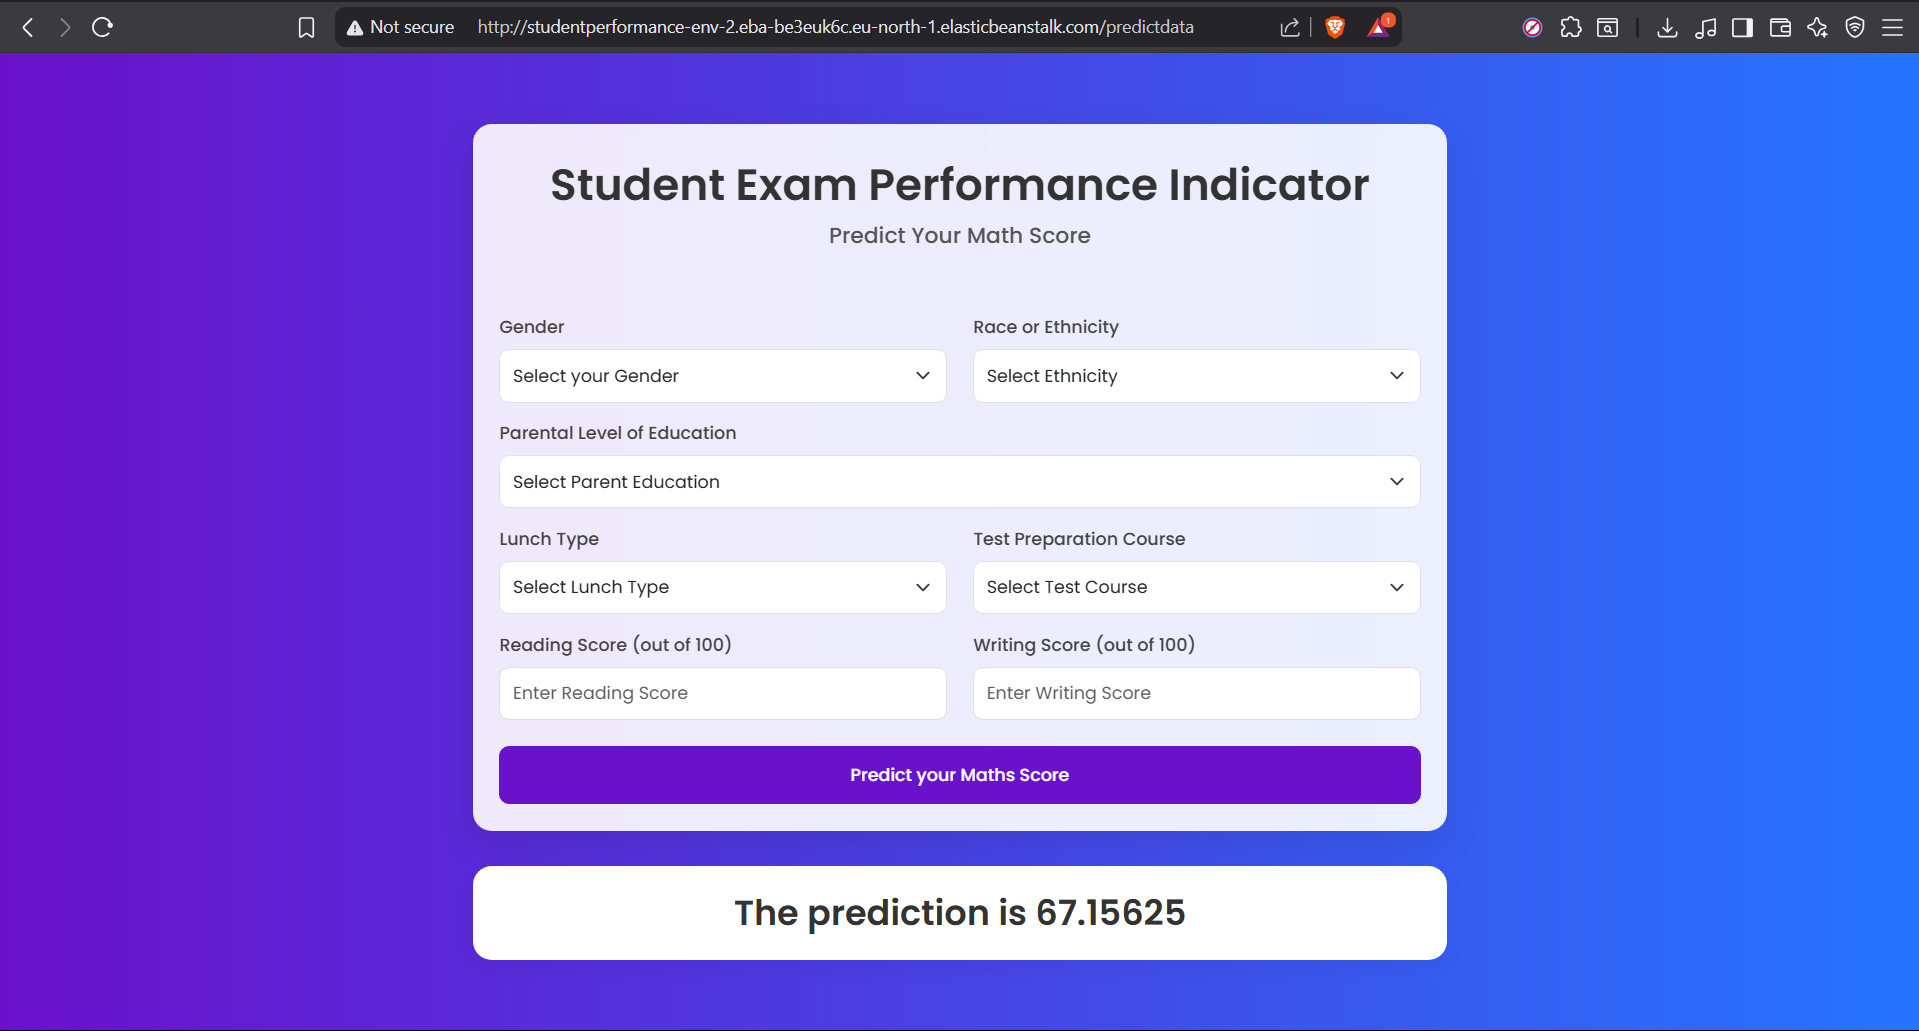 Not secure http://studentperformance-env-2.eba-be3euk6c.eu-north-1.elasticbeanstalk.com/predictdata 1
Student Exam Performance Indicator
Predict Your Math Score
Gender Race or Ethnicity
Select your Gender Select Ethnicity
Parental Level of Education
Select Parent Education
Lunch Type Test Preparation Course
Select Lunch Type Select Test Course
Reading Score (out of 100) Writing Score (out of 100)
Enter Reading Score Enter Writing Score
Predict your Maths Score
The prediction is 67.15625